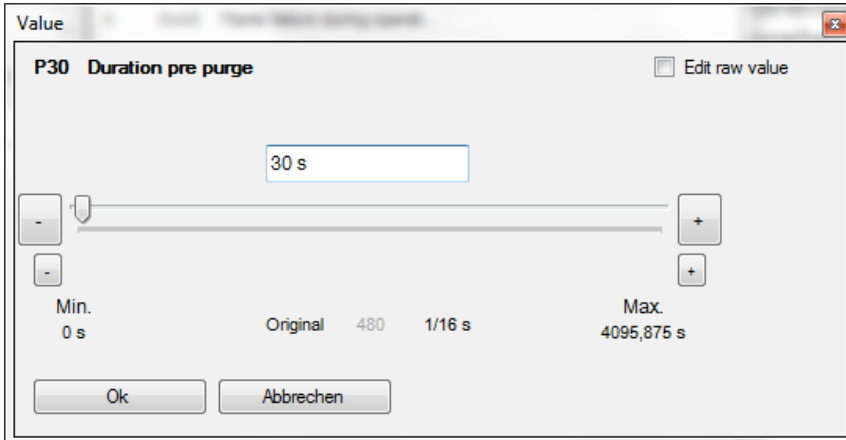 Value
P30 Duration pre purge
Edit raw value
30 s
- +
- +
Min. Max.
0 s Original 480 1/16 s 4095,875 s
Ok Abbrechen